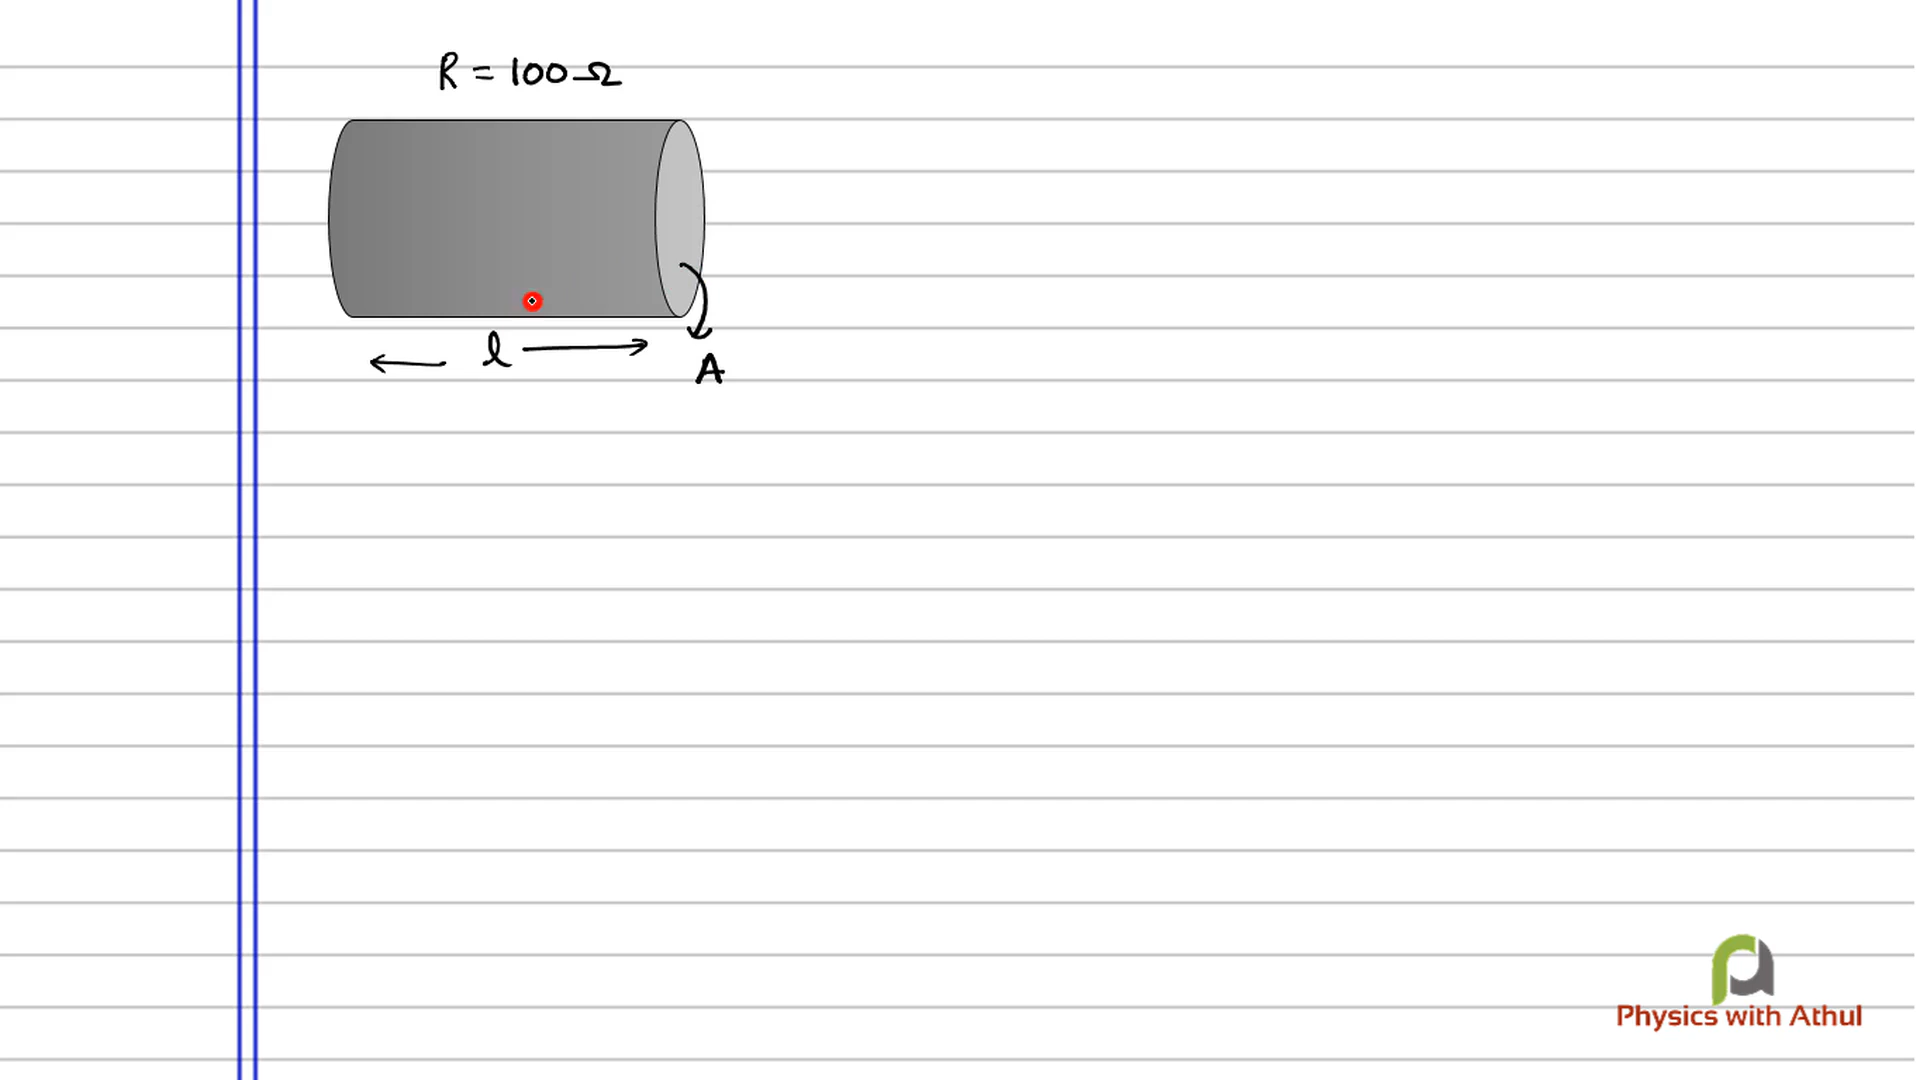 R = 100 Ω
l
A
Physics with Athul